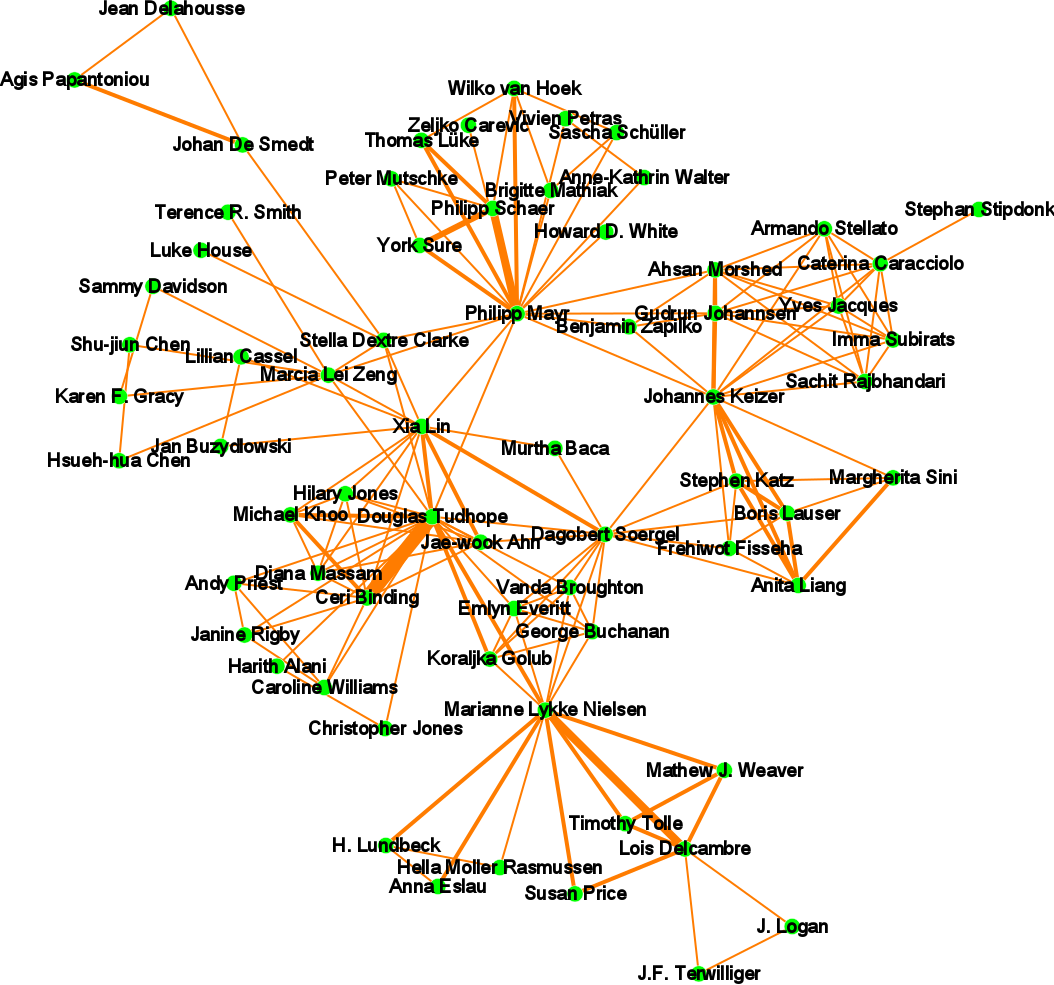 Jean Delahousse
Agis Papantoniou
Wilko van Hoek
Vivien Petras
Zeljko Carevic
Sascha Schüller
Thomas Lüke
Johan De Smedt
Peter Mutschke
Anne-Kathrin Walter
Brigitte Mathiak
Philipp Schaer
Stephan Stipdonk
Terence R. Smith
Armando Stellato
Howard D. White
York Sure
Luke House
Caterina Caracciolo
Ahsan Morshed
Sammy Davidson
Yves Jacques
Philipp Mayr
Gudrun Johannsen
Benjamin Zapilko
Stella Dextre Clarke
Imma Subirats
Shu-jiun Chen
Lillian Cassel
Marcia Lei Zeng
Sachit Rajbhandari
Karen F. Gracy
Johannes Keizer
Xia Lin
Jan Buzydlowski
Murtha Baca
Hsueh-hua Chen
Stephen Katz
Margherita Sini
Hilary Jones
Michael Khoo
Douglas Tudhope
Boris Lauser
Dagobert Soergel
Jae-wook Ahn
Frehiwot Fisseha
Diana Massam
Andy Priest
Anita Liang
Vanda Broughton
Ceri Binding
Emlyn Everitt
Janine Rigby
George Buchanan
Koraljka Golub
Harith Alani
Caroline Williams
Marianne Lykke Nielsen
Christopher Jones
Mathew J. Weaver
Timothy Tolle
H. Lundbeck
Lois Delcambre
Hella Moller Rasmussen
Anna Eslau
Susan Price
J. Logan
J.F. Terwilliger